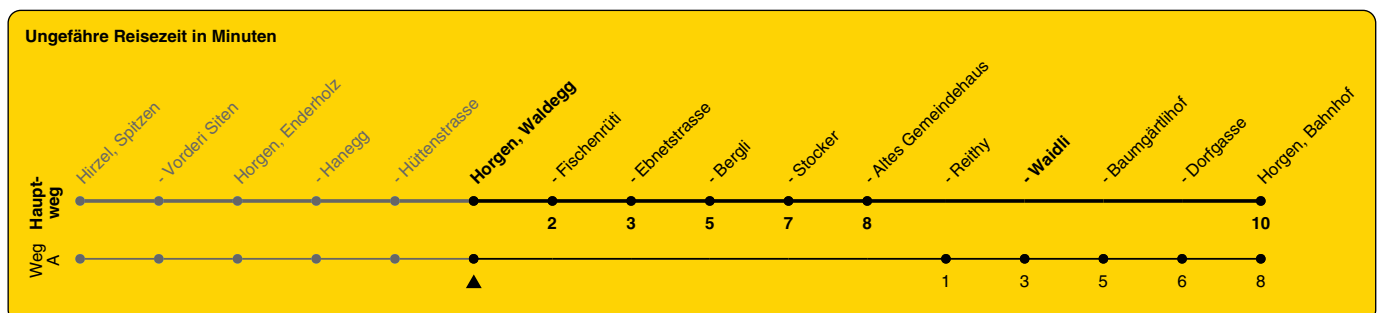 Ungefähre Reisezeit in Minuten
Hirzel, Spitzen
- Vorderi Siten
Horgen, Enderholz
- Hanegg
- Hüttenstrasse
Horgen, Waldegg
- Fischenrüti
- Ebnetstrasse
- Bergli
- Stocker
- Altes Gemeindehaus
- Reithy
- Waidli
- Baumgärtlihof
- Dorfgasse
Horgen, Bahnhof
Haupt-
weg
2 3 5 7 8 10
Weg
A
1 3 5 6 8